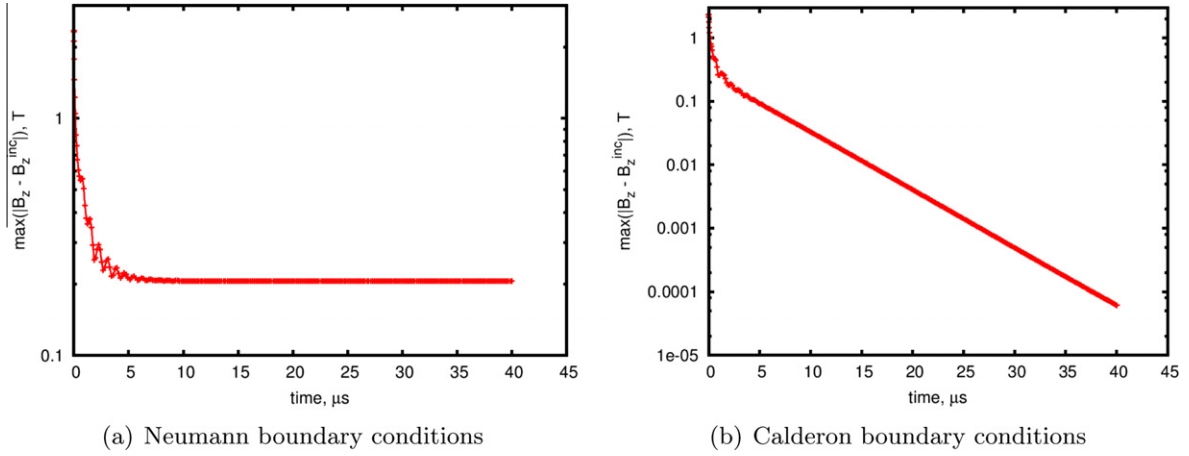 max(|B_z - B_z^inc|), T
1
0.1
0 5 10 15 20 25 30 35 40 45
time, μs
(a) Neumann boundary conditions
max(|B_z - B_z^inc|), T
1
0.1
0.01
0.001
0.0001
1e-05
0 5 10 15 20 25 30 35 40 45
time, μs
(b) Calderon boundary conditions